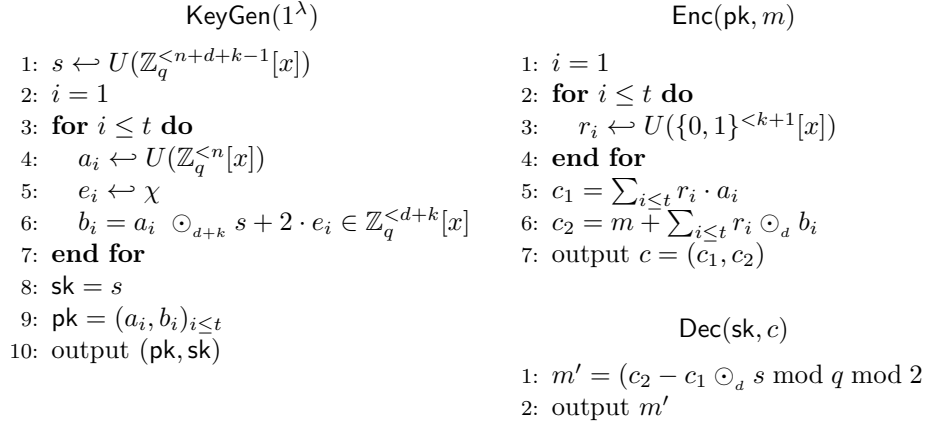 KeyGen(1^λ)
1: s ↩ U(ℤ_q^{<n+d+k−1}[x])
2: i = 1
3: for i ≤ t do
4: a_i ↩ U(ℤ_q^{<n}[x])
5: e_i ↩ χ
6: b_i = a_i ⊙_{d+k} s + 2 · e_i ∈ ℤ_q^{<d+k}[x]
7: end for
8: sk = s
9: pk = (a_i, b_i)_{i≤t}
10: output (pk, sk)
Enc(pk, m)
1: i = 1
2: for i ≤ t do
3: r_i ↩ U({0, 1}^{<k+1}[x])
4: end for
5: c_1 = ∑_{i≤t} r_i · a_i
6: c_2 = m + ∑_{i≤t} r_i ⊙_d b_i
7: output c = (c_1, c_2)
Dec(sk, c)
1: m′ = (c_2 − c_1 ⊙_d s mod q mod 2
2: output m′